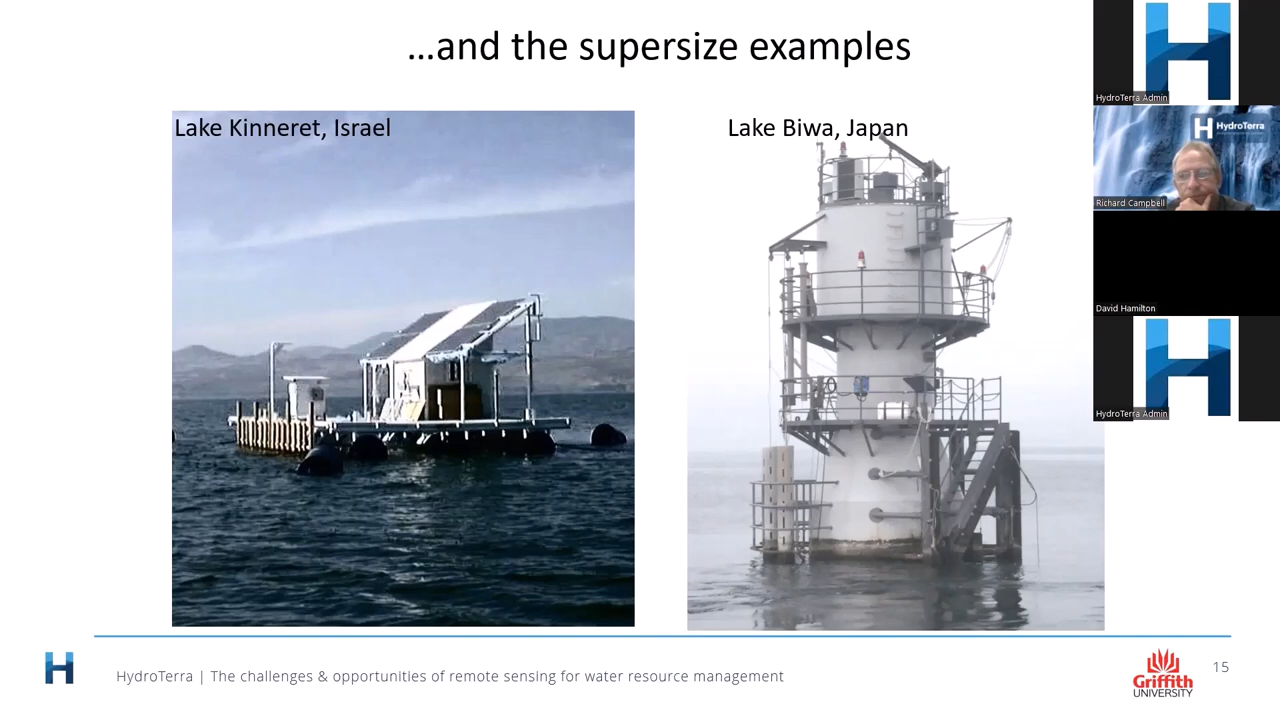 ...and the supersize examples
Lake Kinneret, Israel
Lake Biwa, Japan
HydroTerra Admin
HydroTerra
Richard Campbell
David Hamilton
HydroTerra Admin
HydroTerra | The challenges & opportunities of remote sensing for water resource management
Griffith
UNIVERSITY
15